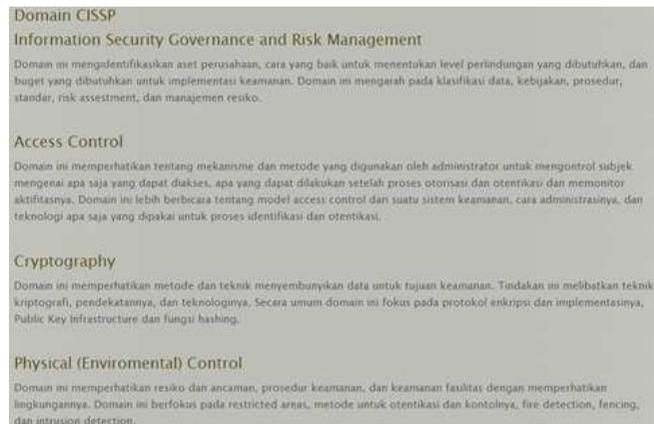 Domain CISSP
Information Security Governance and Risk Management
Domain ini mengidentifikasikan aset perusahaan, cara yang baik untuk menentukan level perlindungan yang dibutuhkan, dan
buget yang dibutuhkan untuk implementasi keamanan. Domain ini mengarah pada klasifikasi data, kebijakan, prosedur,
standar, risk assestment, dan manajemen resiko.
Access Control
Domain ini memperhatikan tentang mekanisme dan metode yang digunakan oleh administrator untuk mengontrol subjek
mengenai apa saja yang dapat diakses, apa yang dapat dilakukan setelah proses otorisasi dan otentikasi dan memonitor
aktifitasnya. Domain ini lebih berbicara tentang model access control dan suatu sistem keamanan, cara administrasinya, dan
teknologi apa saja yang dipakai untuk proses identifikasi dan otentikasi.
Cryptography
Domain ini memperhatikan metode dan teknik menyembunyikan data untuk tujuan keamanan. Tindakan ini melibatkan teknik
kriptografi, pendekatannya, dan teknologinya. Secara umum domain ini fokus pada protokol enkripsi dan implementasinya,
Public Key Infrastructure dan fungsi hashing.
Physical (Enviromental) Control
Domain ini memperhatikan resiko dan ancaman, prosedur keamanan, dan keamanan fasilitas dengan memperhatikan
lingkungannya. Domain ini berfokus pada restricted areas, metode untuk otentikasi dan kontolnya, fire detection, fencing,
dan intrusion detection.